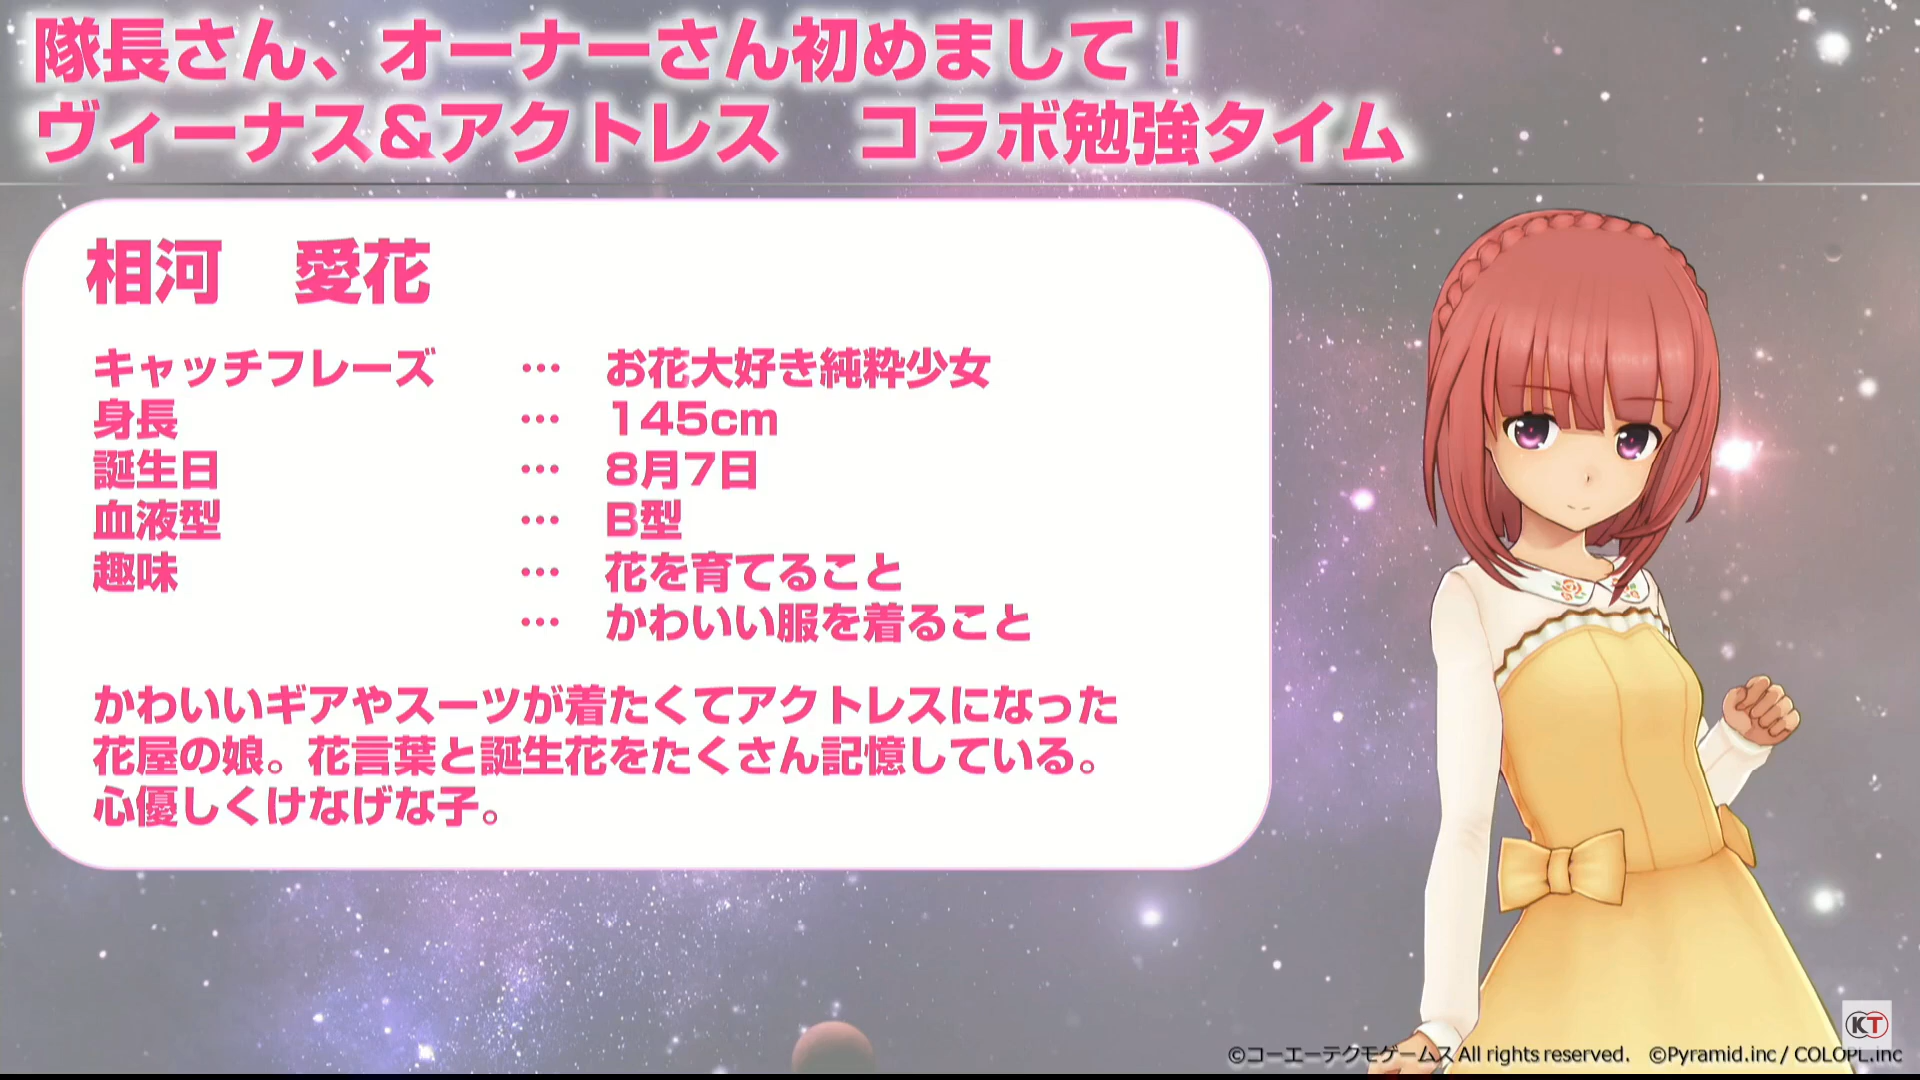 隊長さん、オーナーさん初めまして！
ヴィーナス&アクトレス　コラボ勉強タイム
相河　愛花
キャッチフレーズ … お花大好き純粋少女
身長 … 145cm
誕生日 … 8月7日
血液型 … B型
趣味 … 花を育てること
… かわいい服を着ること
かわいいギアやスーツが着たくてアクトレスになった
花屋の娘。花言葉と誕生花をたくさん記憶している。
心優しくけなげな子。
KT
©コーエーテクモゲームス All rights reserved. ©Pyramid.inc / COLOPL.inc